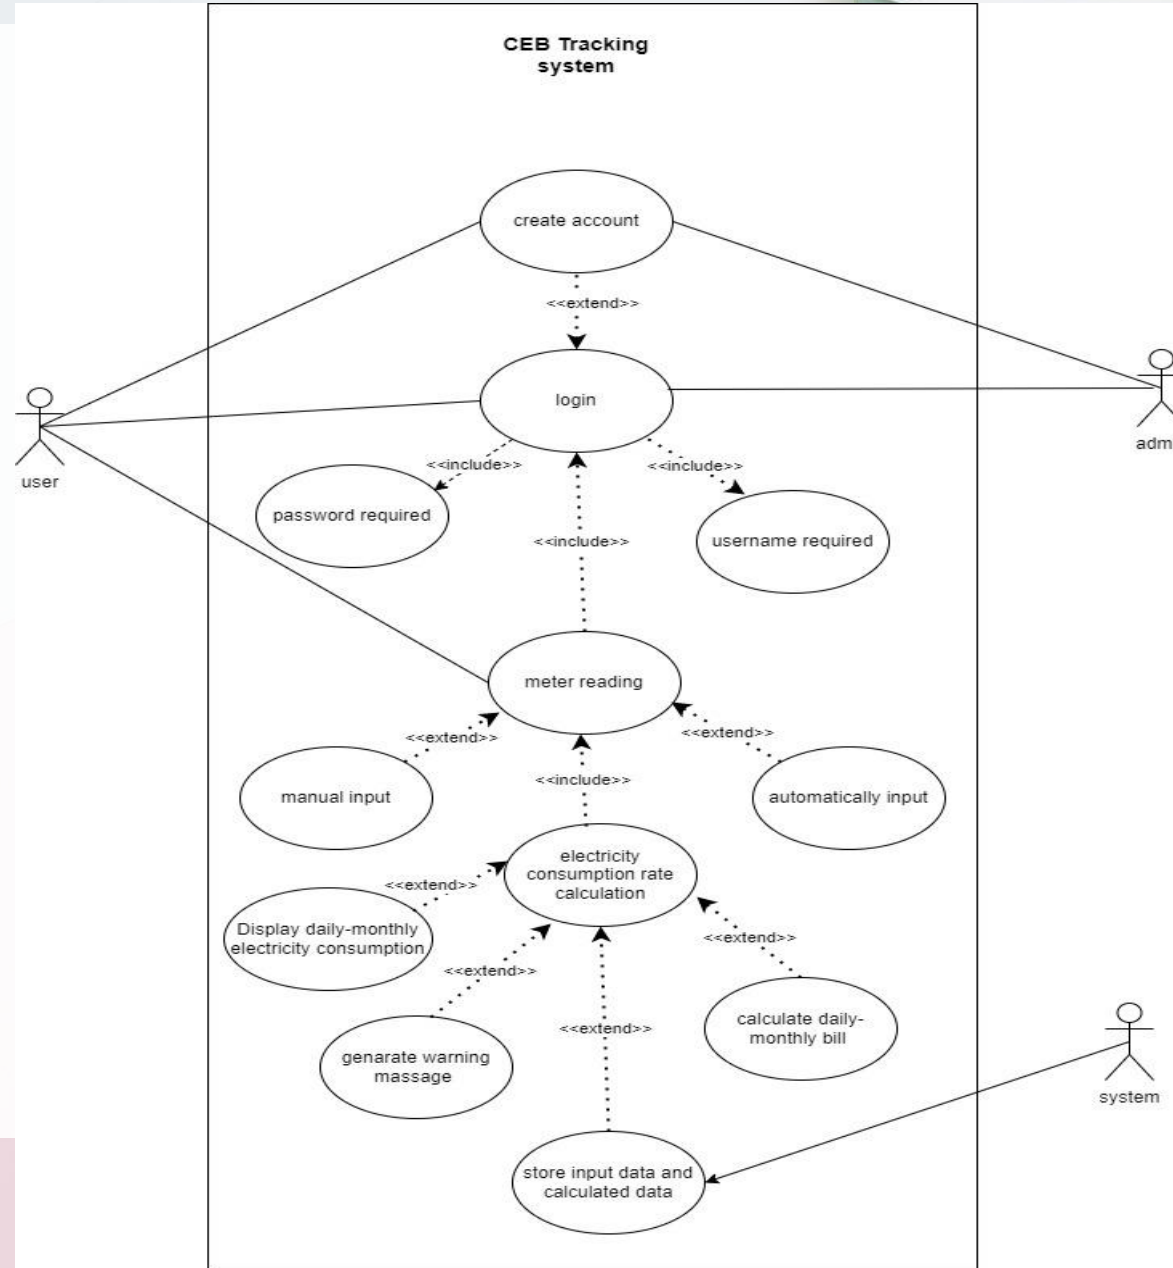 CEB Tracking
system
create account
<<extend>>
login
user
adm
<<include>>
<<include>>
password required
username required
<<include>>
meter reading
<<extend>>
<<extend>>
manual input
<<include>>
automatically input
electricity
consumption rate
calculation
<<extend>>
Display daily-monthly
electricity consumption
<<extend>>
<<extend>>
calculate daily-
monthly bill
<<extend>>
genarate warning
massage
system
store input data and
calculated data